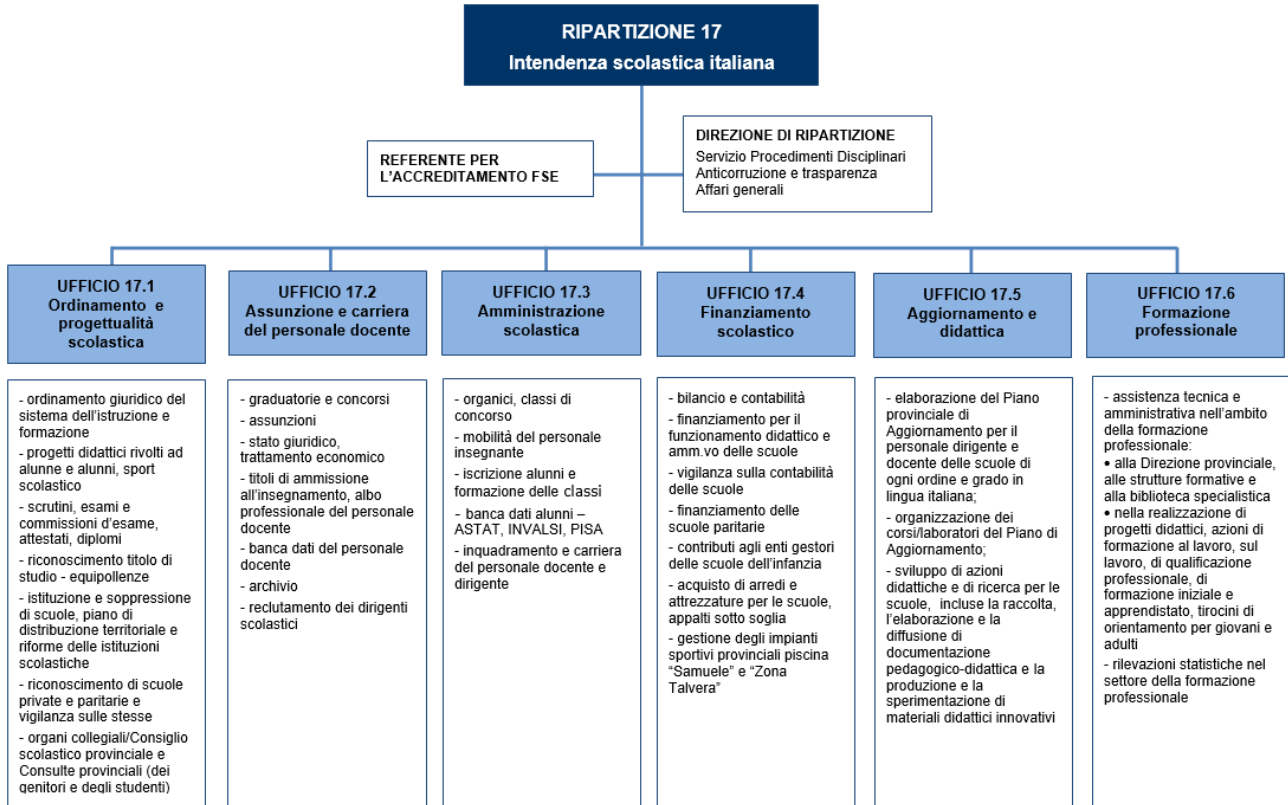 RIPARTIZIONE 17
Intendenza scolastica italiana
REFERENTE PER
L'ACCREDITAMENTO FSE
DIREZIONE DI RIPARTIZIONE
Servizio Procedimenti Disciplinari
Anticorruzione e trasparenza
Affari generali
UFFICIO 17.1
Ordinamento e
progettualità
scolastica
- ordinamento giuridico del
sistema dell'istruzione e
formazione
- progetti didattici rivolti ad
alunne e alunni, sport
scolastico
- scrutini, esami e
commissioni d'esame,
attestati, diplomi
- riconoscimento titolo di
studio - equipollenze
- istituzione e soppressione
di scuole, piano di
distribuzione territoriale e
riforme delle istituzioni
scolastiche
- riconoscimento di scuole
private e paritarie e
vigilanza sulle stesse
- organi collegiali/Consiglio
scolastico provinciale e
Consulte provinciali (dei
genitori e degli studenti)
UFFICIO 17.2
Assunzione e carriera
del personale docente
- graduatorie e concorsi
- assunzioni
- stato giuridico,
trattamento economico
- titoli di ammissione
all'insegnamento, albo
professionale del personale
docente
- banca dati del personale
docente
- archivio
- reclutamento dei dirigenti
scolastici
UFFICIO 17.3
Amministrazione
scolastica
- organici, classi di
concorso
- mobilità del personale
insegnante
- iscrizione alunni e
formazione delle classi
- banca dati alunni –
ASTAT, INVALSI, PISA
- inquadramento e carriera
del personale docente e
dirigente
UFFICIO 17.4
Finanziamento
scolastico
- bilancio e contabilità
- finanziamento per il
funzionamento didattico e
amm.vo delle scuole
- vigilanza sulla contabilità
delle scuole
- finanziamento delle
scuole paritarie
- contributi agli enti gestori
delle scuole dell'infanzia
- acquisto di arredi e
attrezzature per le scuole,
appalti sotto soglia
- gestione degli impianti
sportivi provinciali piscina
“Samuele” e “Zona
Talvera”
UFFICIO 17.5
Aggiornamento e
didattica
- elaborazione del Piano
provinciale di
Aggiornamento per il
personale dirigente e
docente delle scuole di
ogni ordine e grado in
lingua italiana;
- organizzazione dei
corsi/laboratori del Piano di
Aggiornamento;
- sviluppo di azioni
didattiche e di ricerca per le
scuole, incluse la raccolta,
l'elaborazione e la
diffusione di
documentazione
pedagogico-didattica e la
produzione e la
sperimentazione di
materiali didattici innovativi
UFFICIO 17.6
Formazione
professionale
- assistenza tecnica e
amministrativa nell'ambito
della formazione
professionale:
• alla Direzione provinciale,
alle strutture formative e
alla biblioteca specialistica
• nella realizzazione di
progetti didattici, azioni di
formazione al lavoro, sul
lavoro, di qualificazione
professionale, di
formazione iniziale e
apprendistato, tirocini di
orientamento per giovani e
adulti
- rilevazioni statistiche nel
settore della formazione
professionale